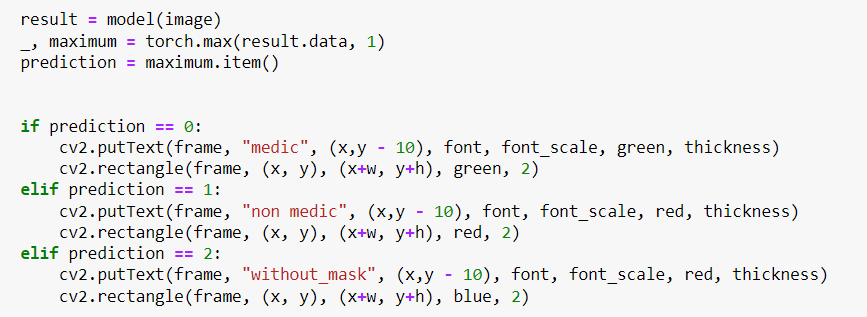 result = model(image)
_, maximum = torch.max(result.data, 1)
prediction = maximum.item()
if prediction == 0:
    cv2.putText(frame, "medic", (x,y - 10), font, font_scale, green, thickness)
    cv2.rectangle(frame, (x, y), (x+w, y+h), green, 2)
elif prediction == 1:
    cv2.putText(frame, "non medic", (x,y - 10), font, font_scale, red, thickness)
    cv2.rectangle(frame, (x, y), (x+w, y+h), red, 2)
elif prediction == 2:
    cv2.putText(frame, "without_mask", (x,y - 10), font, font_scale, red, thickness)
    cv2.rectangle(frame, (x, y), (x+w, y+h), blue, 2)